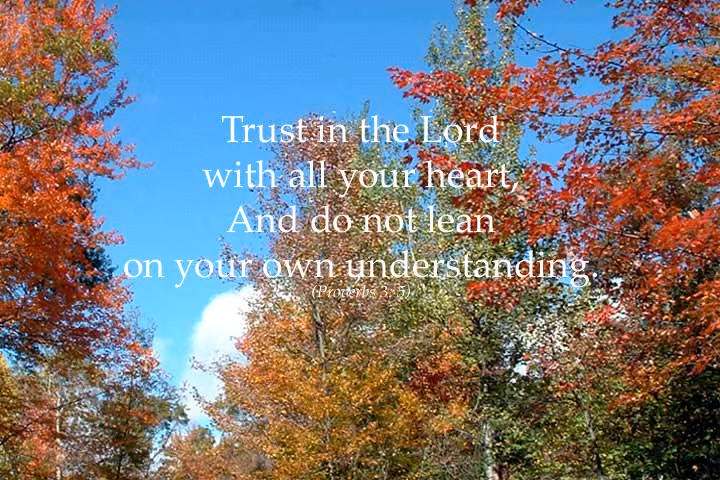 Trust in the Lord
with all your heart,
And do not lean
on your own understanding.
(Proverbs 3: 5)